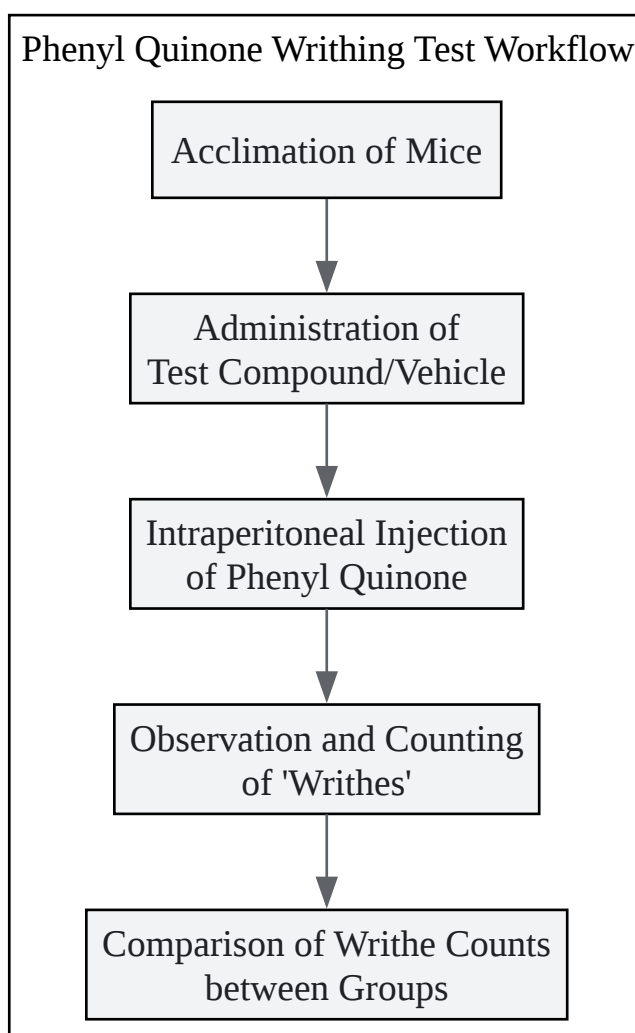 Phenyl Quinone Writhing Test Workflow
Acclimation of Mice
Administration of
Test Compound/Vehicle
Intraperitoneal Injection
of Phenyl Quinone
Observation and Counting
of 'Writhes'
Comparison of Writhe Counts
between Groups